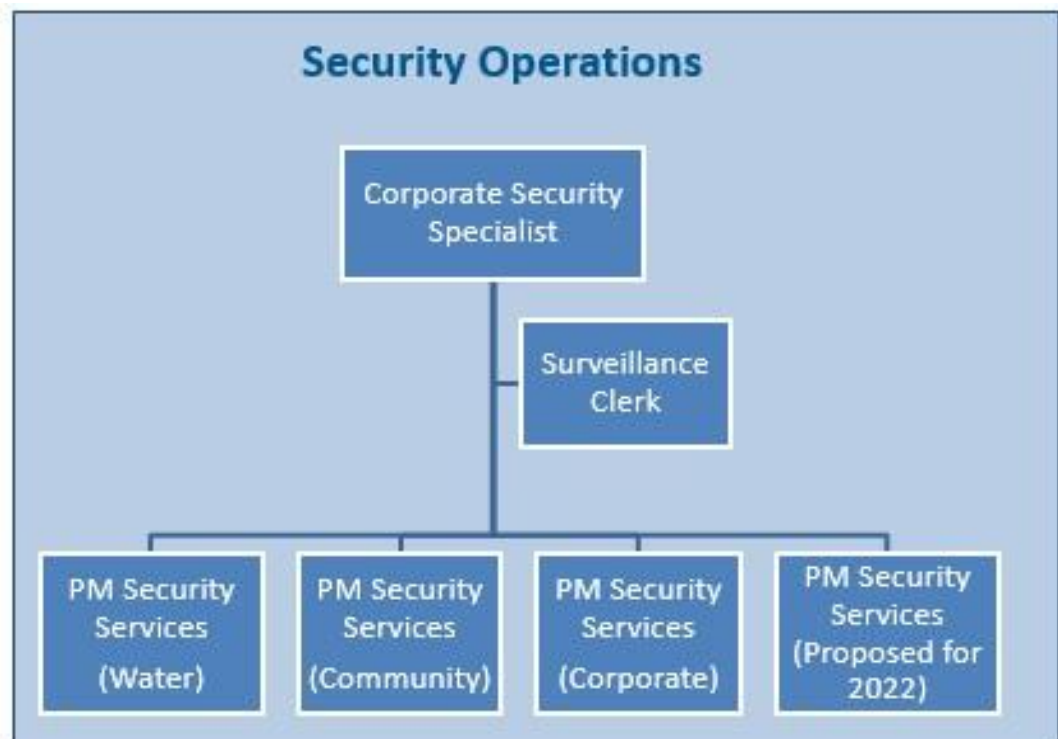 Security Operations
Corporate Security
Specialist
Surveillance
Clerk
PM Security
Services
(Water)
PM Security
Services
(Community)
PM Security
Services
(Corporate)
PM Security
Services
(Proposed for
2022)